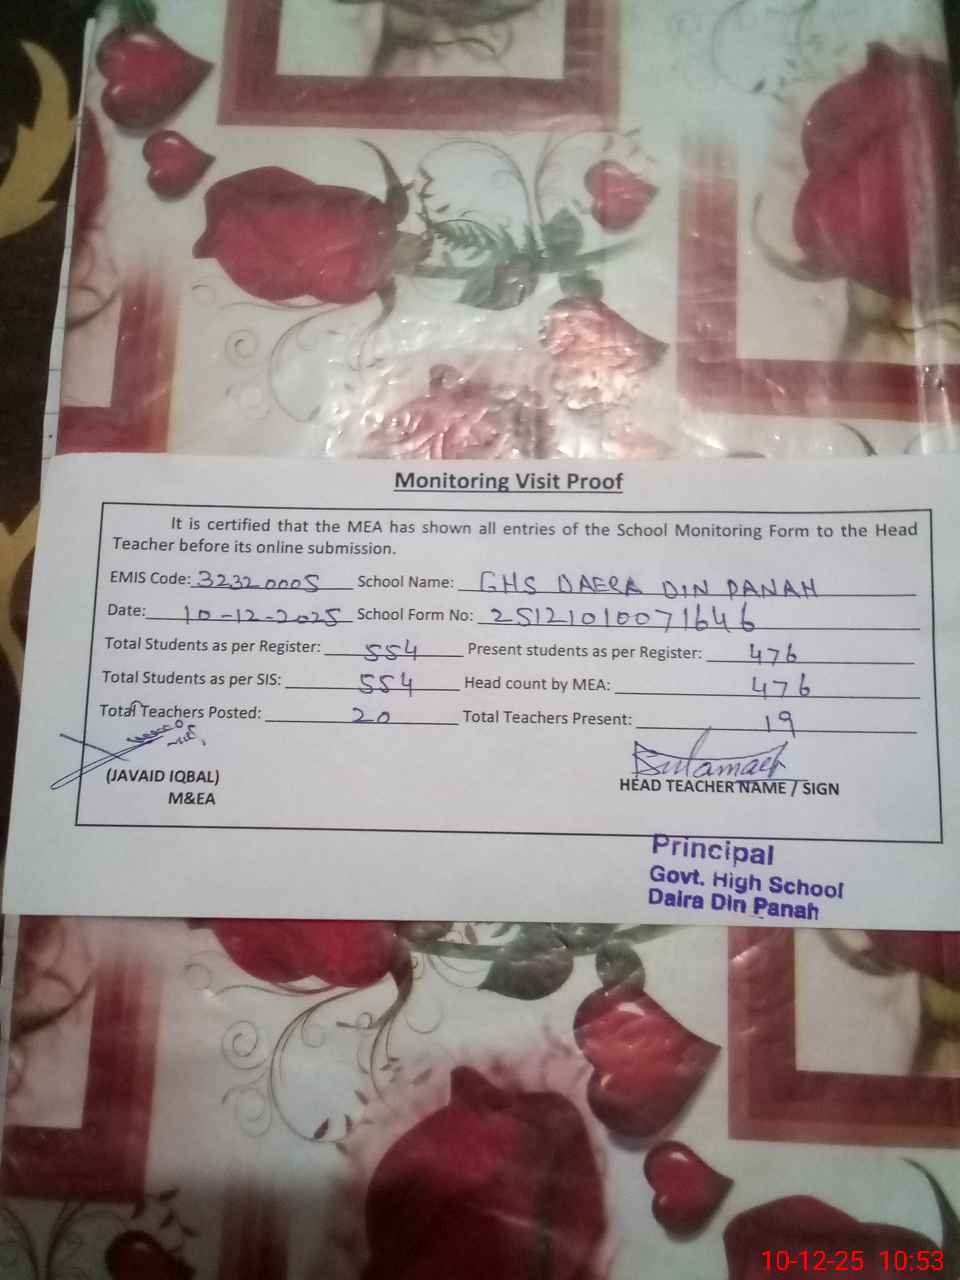 Monitoring Visit Proof
It is certified that the MEA has shown all entries of the School Monitoring Form to the Head
Teacher before its online submission.
EMIS Code: 32320005 School Name: GHS DAERA DIN PANAH
Date: 10-12-2025 School Form No: 25121010071646
Total Students as per Register: 554 Present students as per Register: 476
Total Students as per SIS: 554 Head count by MEA: 476
Total Teachers Posted: 20 Total Teachers Present: 19
(JAVAID IQBAL)
M&EA
HEAD TEACHER NAME / SIGN
Principal
Govt. High School
Daira Din Panah
10-12-25 10:53